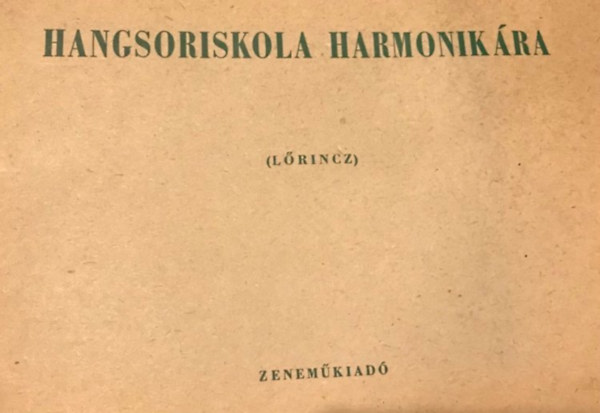 HANGSORISKOLA HARMONIKÁRA
(LŐRINCZ)
ZENEMŰKIADÓ